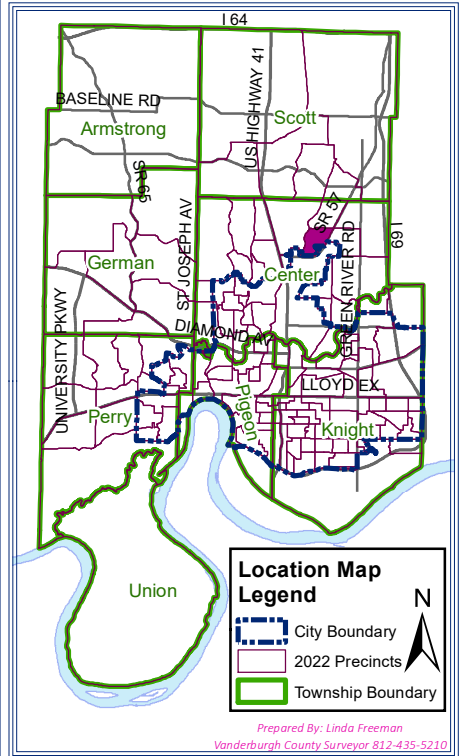 I 64
US HIGHWAY 41
BASELINE RD
Scott
Armstrong
SR 65
SR 57
I 69
ST JOSEPH AV
GREEN RIVER RD
German
Center
UNIVERSITY PKWY
DIAMOND AV
LLOYD EX
Perry
Pigeon
Knight
Union
Location Map
Legend
N
City Boundary
2022 Precincts
Township Boundary
Prepared By: Linda Freeman
Vanderburgh County Surveyor 812-435-5210